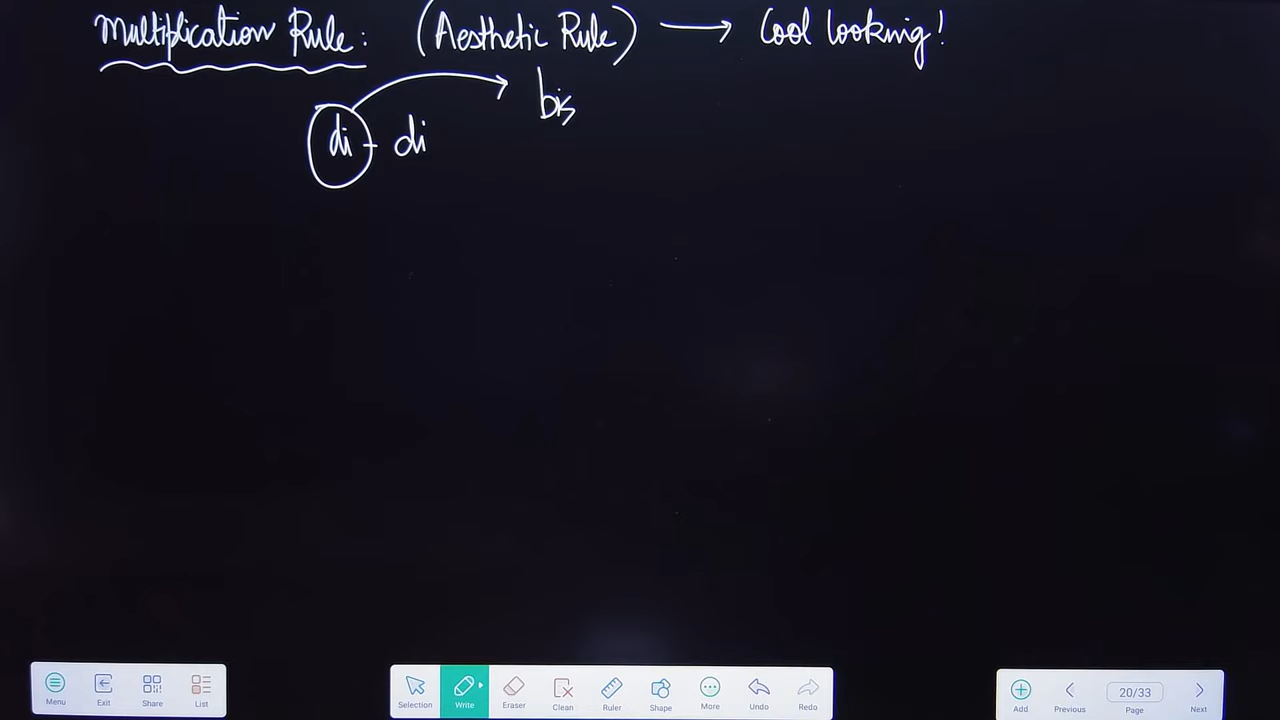 Multiplication Rule: (Aesthetic Rule) → Cool looking!
bis
di - di
Menu Exit Share List
Selection Write Eraser Clean Ruler Shape More Undo Redo
Add Previous 20/33 Page Next